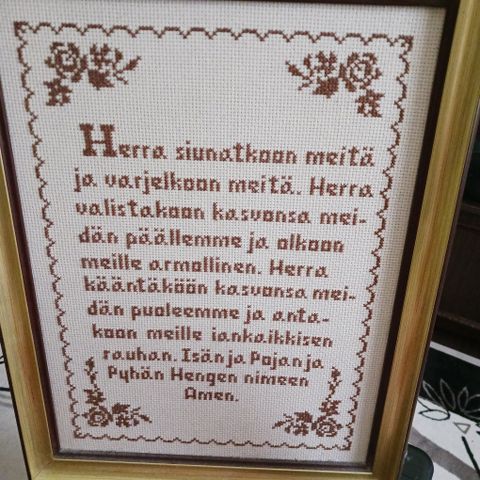 Herra siunatkoon meitä
ja varjelkoon meitä. Herra
valistakoon kasvonsa mei-
dän päällemme ja olkoon
meille armollinen. Herra
kääntäköön kasvonsa mei-
dän puoleemme ja anta-
koon meille iankaikkisen
rauhan. Isän ja Pojan ja
Pyhän Hengen nimeen
Amen.